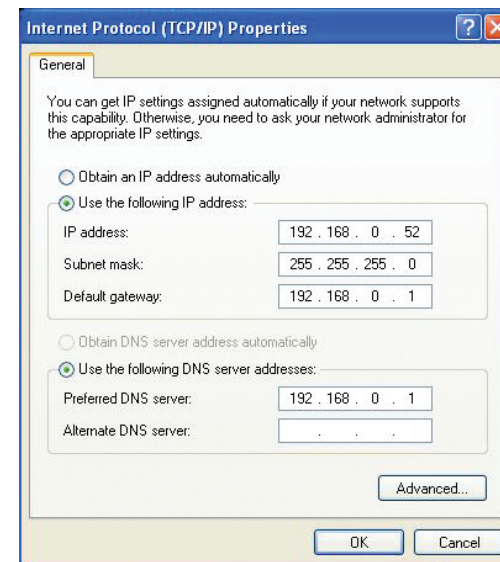 Internet Protocol (TCP/IP) Properties
General
You can get IP settings assigned automatically if your network supports
this capability. Otherwise, you need to ask your network administrator for
the appropriate IP settings.
Obtain an IP address automatically
Use the following IP address:
IP address: 192 . 168 . 0 . 52
Subnet mask: 255 . 255 . 255 . 0
Default gateway: 192 . 168 . 0 . 1
Obtain DNS server address automatically
Use the following DNS server addresses:
Preferred DNS server: 192 . 168 . 0 . 1
Alternate DNS server: . . .
Advanced...
OK Cancel